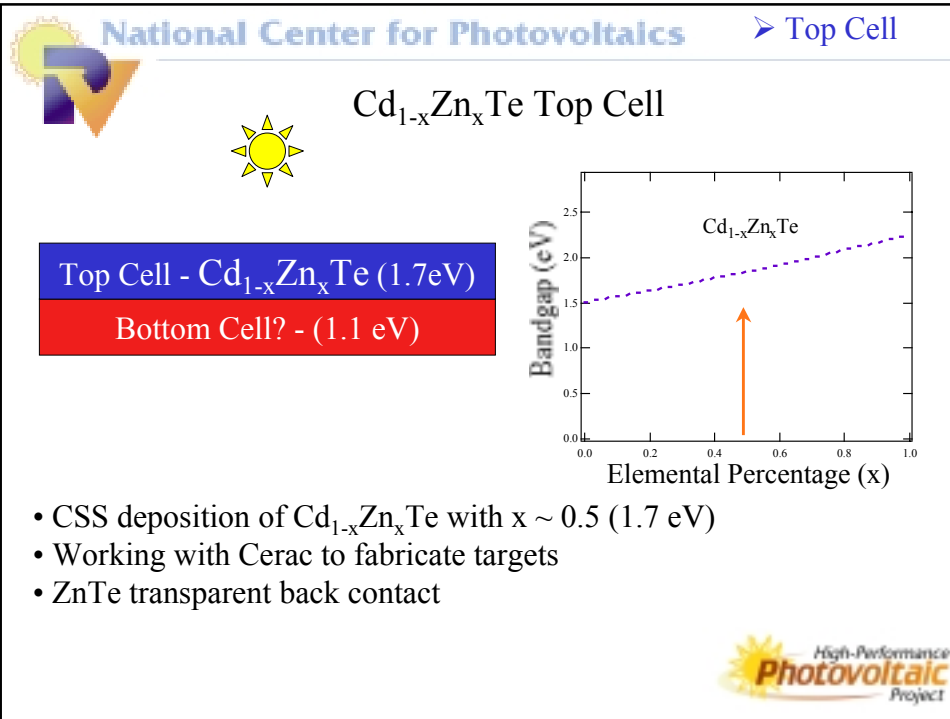 National Center for Photovoltaics
➢ Top Cell
PV
Cd1-xZnxTe Top Cell
Top Cell - Cd1-xZnxTe (1.7eV)
Bottom Cell? - (1.1 eV)
Bandgap (eV)
2.5
2.0
1.5
1.0
0.5
0.0
Cd1-xZnxTe
0.0 0.2 0.4 0.6 0.8 1.0
Elemental Percentage (x)
• CSS deposition of Cd1-xZnxTe with x ~ 0.5 (1.7 eV)
• Working with Cerac to fabricate targets
• ZnTe transparent back contact
High-Performance
Photovoltaic
Project